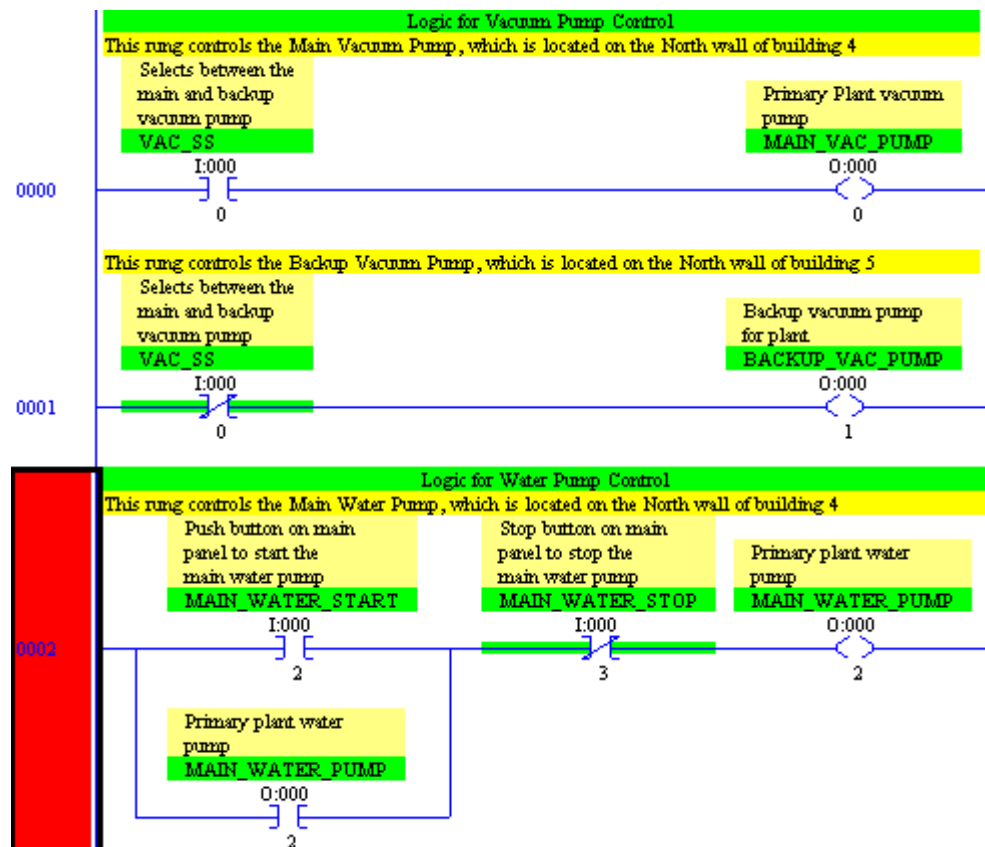 Logic for Vacuum Pump Control
This rung controls the Main Vacuum Pump, which is located on the North wall of building 4
Selects between the
main and backup
vacuum pump
VAC_SS
I:000
0
Primary Plant vacuum
pump
MAIN_VAC_PUMP
O:000
0
0000
This rung controls the Backup Vacuum Pump, which is located on the North wall of building 5
Selects between the
main and backup
vacuum pump
VAC_SS
I:000
0
Backup vacuum pump
for plant
BACKUP_VAC_PUMP
O:000
1
0001
Logic for Water Pump Control
This rung controls the Main Water Pump, which is located on the North wall of building 4
Push button on main
panel to start the
main water pump
MAIN_WATER_START
I:000
2
Stop button on main
panel to stop the
main water pump
MAIN_WATER_STOP
I:000
3
Primary plant water
pump
MAIN_WATER_PUMP
O:000
2
0002
Primary plant water
pump
MAIN_WATER_PUMP
O:000
2